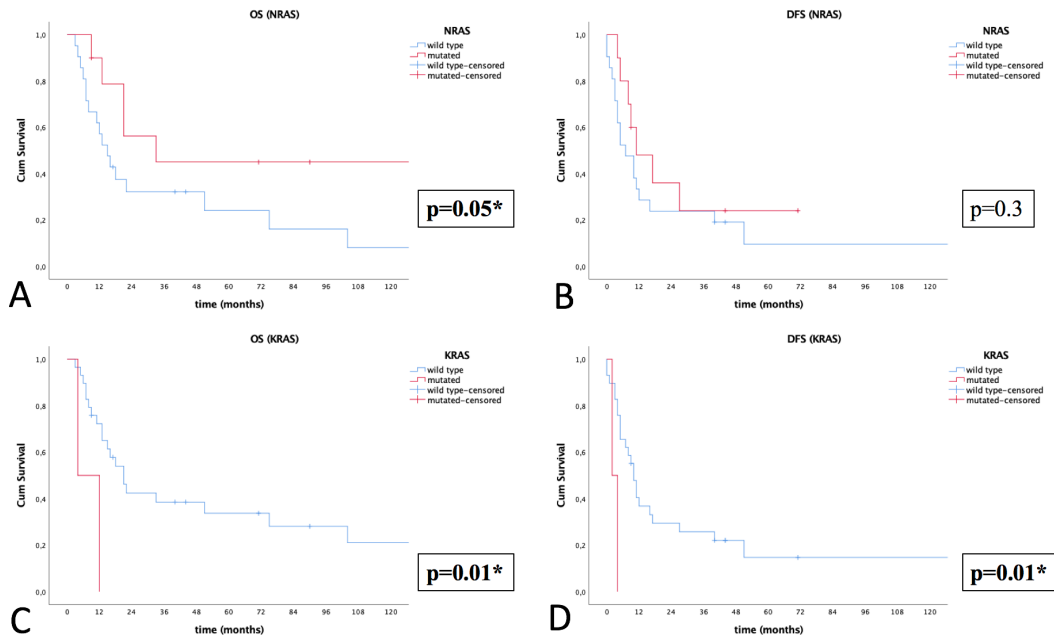 OS (NRAS)
Cum Survival
1,0
0,8
0,6
0,4
0,2
0,0
0 12 24 36 48 60 72 84 96 108 120
time (months)
NRAS
wild type
mutated
wild type-censored
mutated-censored
p=0.05*
A
DFS (NRAS)
Cum Survival
1,0
0,8
0,6
0,4
0,2
0,0
0 12 24 36 48 60 72 84 96 108 120
time (months)
NRAS
wild type
mutated
wild type-censored
mutated-censored
p=0.3
B
OS (KRAS)
Cum Survival
1,0
0,8
0,6
0,4
0,2
0,0
0 12 24 36 48 60 72 84 96 108 120
time (months)
KRAS
wild type
mutated
wild type-censored
mutated-censored
p=0.01*
C
DFS (KRAS)
Cum Survival
1,0
0,8
0,6
0,4
0,2
0,0
0 12 24 36 48 60 72 84 96 108 120
time (months)
KRAS
wild type
mutated
wild type-censored
mutated-censored
p=0.01*
D